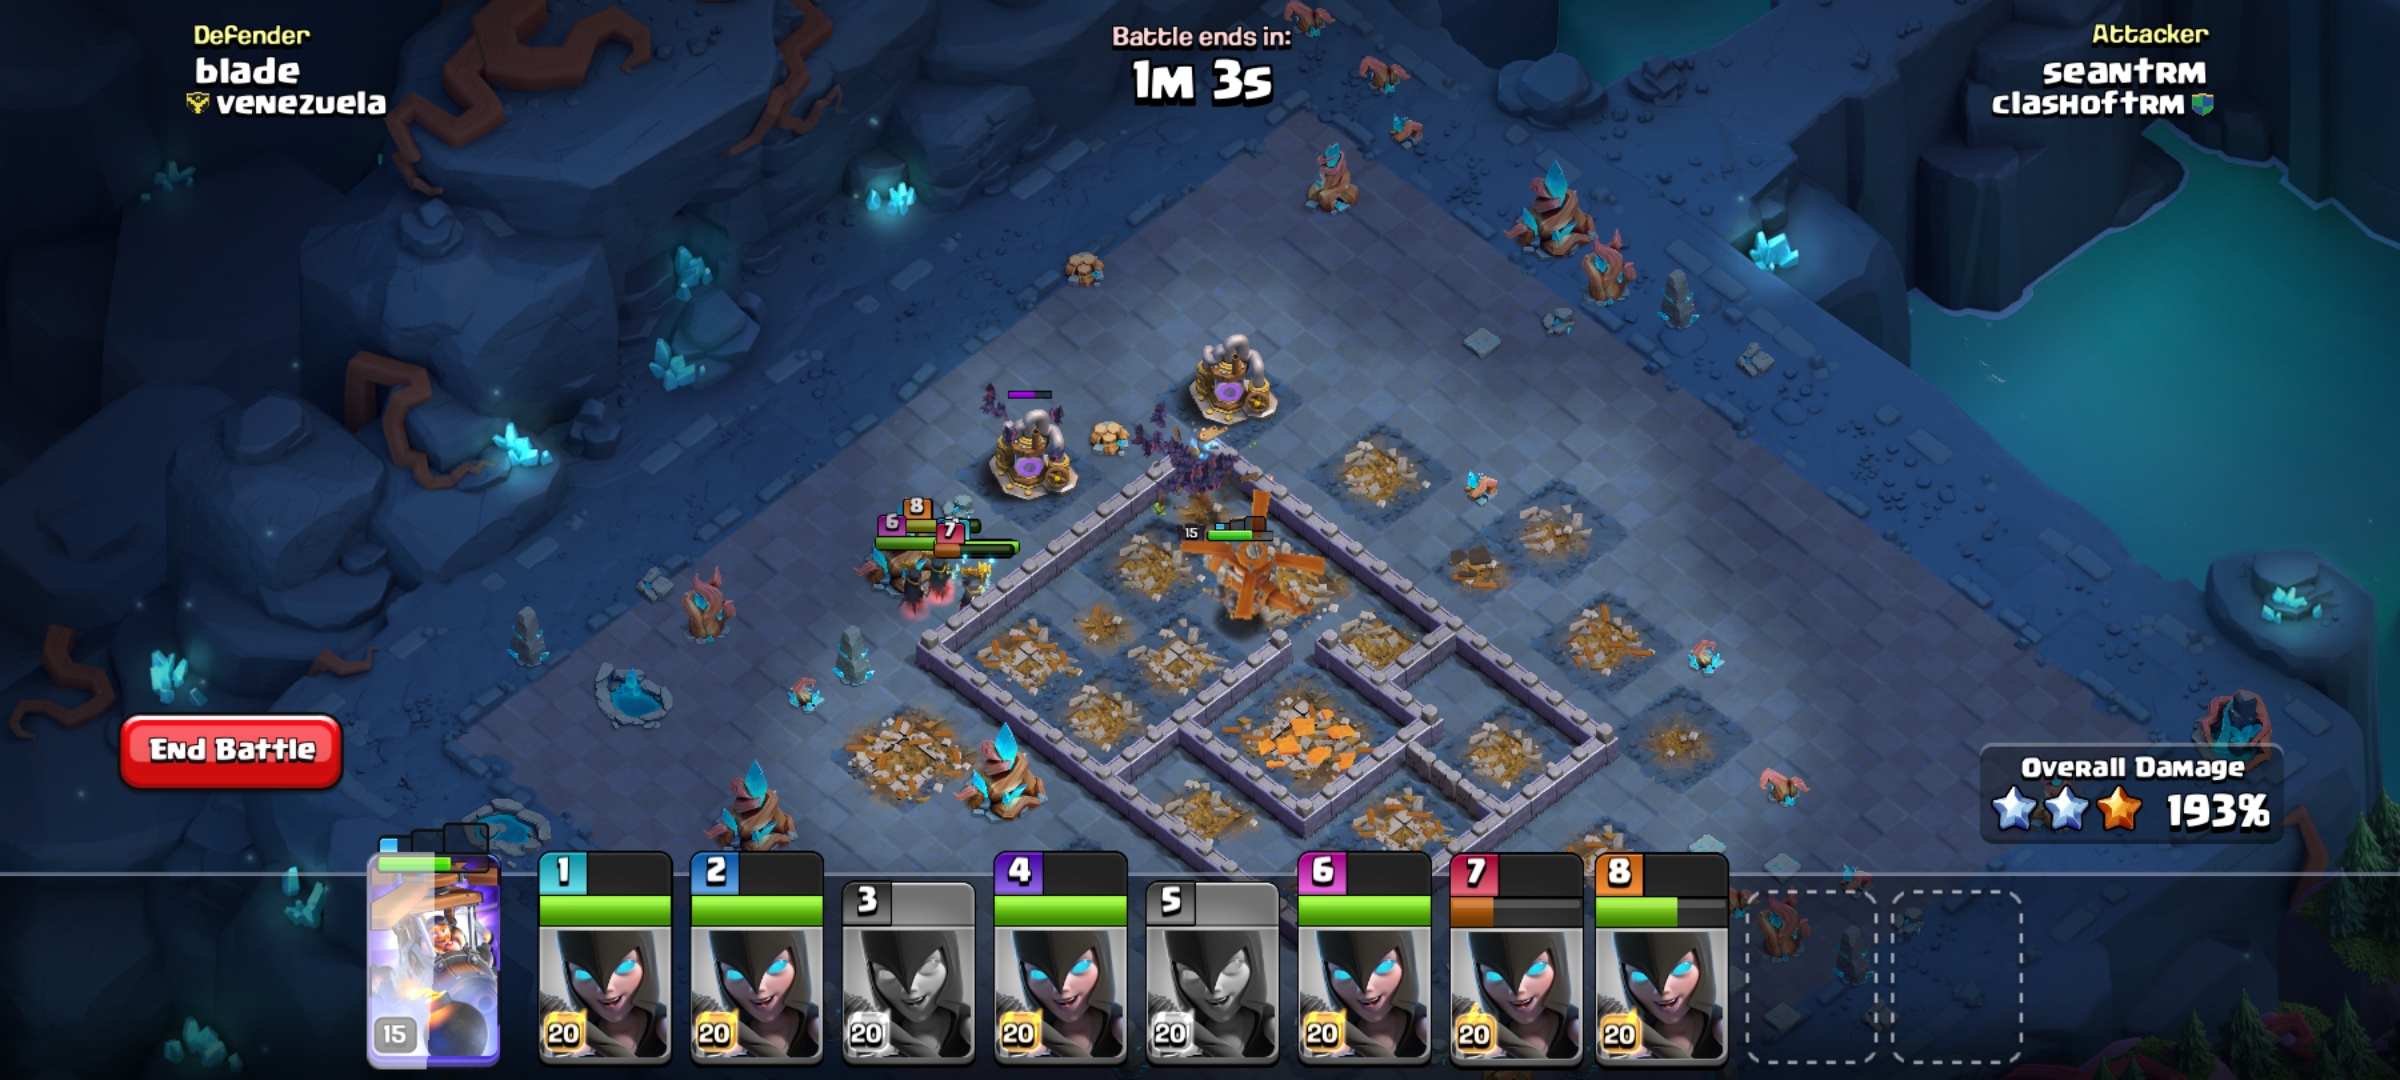 Defender
blade
venezuela
Battle ends in:
1M 3s
Attacker
seantRM
clashoftRM
6
8
7
15
End Battle
Overall Damage
193%
1
2
3
4
5
6
7
8
15
20
20
20
20
20
20
20
20